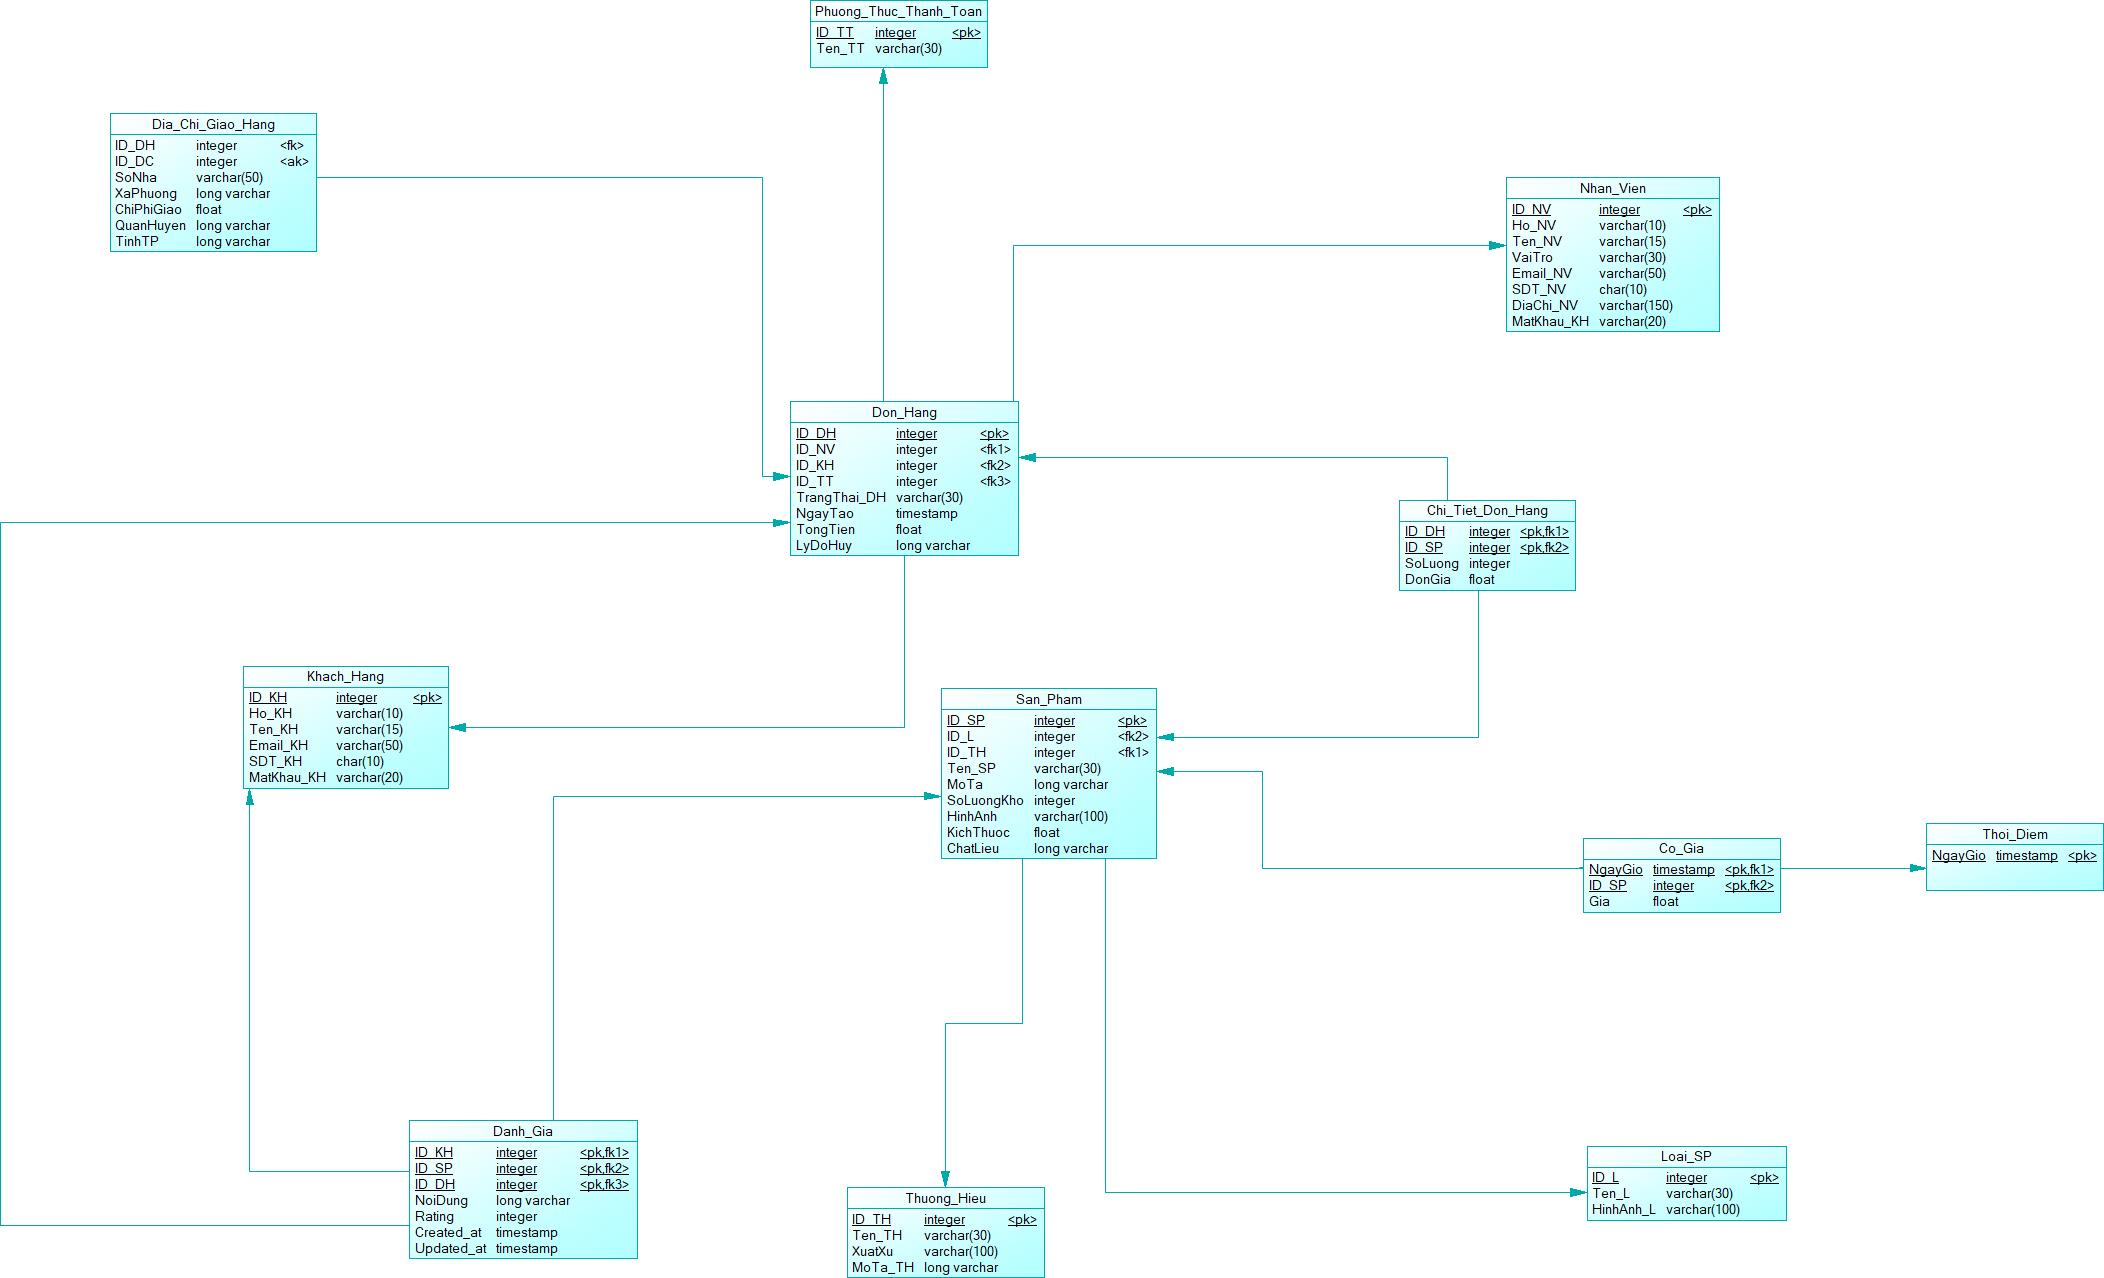 Phuong_Thuc_Thanh_Toan
ID_TT integer <pk>
Ten_TT varchar(30)
Dia_Chi_Giao_Hang
ID_DH integer <fk>
ID_DC integer <ak>
SoNha varchar(50)
XaPhuong long varchar
ChiPhiGiao float
QuanHuyen long varchar
TinhTP long varchar
Nhan_Vien
ID_NV integer <pk>
Ho_NV varchar(10)
Ten_NV varchar(15)
VaiTro varchar(30)
Email_NV varchar(50)
SDT_NV char(10)
DiaChi_NV varchar(150)
MatKhau_KH varchar(20)
Don_Hang
ID_DH integer <pk>
ID_NV integer <fk1>
ID_KH integer <fk2>
ID_TT integer <fk3>
TrangThai_DH varchar(30)
NgayTao timestamp
TongTien float
LyDoHuy long varchar
Chi_Tiet_Don_Hang
ID_DH integer <pk,fk1>
ID_SP integer <pk,fk2>
SoLuong integer
DonGia float
Khach_Hang
ID_KH integer <pk>
Ho_KH varchar(10)
Ten_KH varchar(15)
Email_KH varchar(50)
SDT_KH char(10)
MatKhau_KH varchar(20)
San_Pham
ID_SP integer <pk>
ID_L integer <fk2>
ID_TH integer <fk1>
Ten_SP varchar(30)
MoTa long varchar
SoLuongKho integer
HinhAnh varchar(100)
KichThuoc float
ChatLieu long varchar
Co_Gia
NgayGio timestamp <pk,fk1>
ID_SP integer <pk,fk2>
Gia float
Thoi_Diem
NgayGio timestamp <pk>
Danh_Gia
ID_KH integer <pk,fk1>
ID_SP integer <pk,fk2>
ID_DH integer <pk,fk3>
NoiDung long varchar
Rating integer
Created_at timestamp
Updated_at timestamp
Thuong_Hieu
ID_TH integer <pk>
Ten_TH varchar(30)
XuatXu varchar(100)
MoTa_TH long varchar
Loai_SP
ID_L integer <pk>
Ten_L varchar(30)
HinhAnh_L varchar(100)